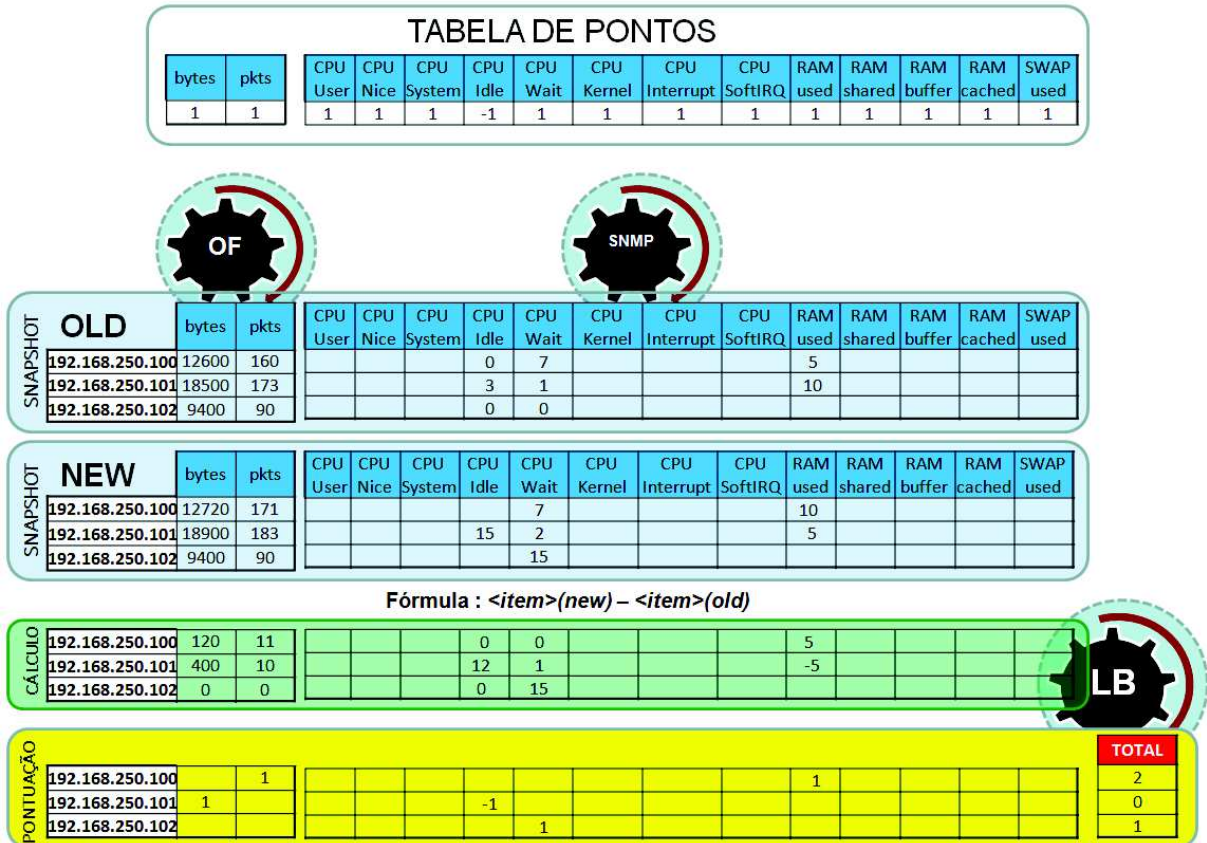 TABELA DE PONTOS
bytes pkts CPU User CPU Nice CPU System CPU Idle CPU Wait CPU Kernel CPU Interrupt CPU SoftIRQ RAM used RAM shared RAM buffer RAM cached SWAP used
1 1 1 1 1 -1 1 1 1 1 1 1 1 1 1
OF
SNMP
SNAPSHOT
OLD bytes pkts CPU User CPU Nice CPU System CPU Idle CPU Wait CPU Kernel CPU Interrupt CPU SoftIRQ RAM used RAM shared RAM buffer RAM cached SWAP used
192.168.250.100 12600 160 0 7 5
192.168.250.101 18500 173 3 1 10
192.168.250.102 9400 90 0 0
SNAPSHOT
NEW bytes pkts CPU User CPU Nice CPU System CPU Idle CPU Wait CPU Kernel CPU Interrupt CPU SoftIRQ RAM used RAM shared RAM buffer RAM cached SWAP used
192.168.250.100 12720 171 7 10
192.168.250.101 18900 183 15 2 5
192.168.250.102 9400 90 15
Fórmula : <item>(new) – <item>(old)
CÁLCULO
192.168.250.100 120 11 0 0 5
192.168.250.101 400 10 12 1 -5
192.168.250.102 0 0 0 15
LB
PONTUAÇÃO
TOTAL
192.168.250.100 1 1 2
192.168.250.101 1 -1 0
192.168.250.102 1 1